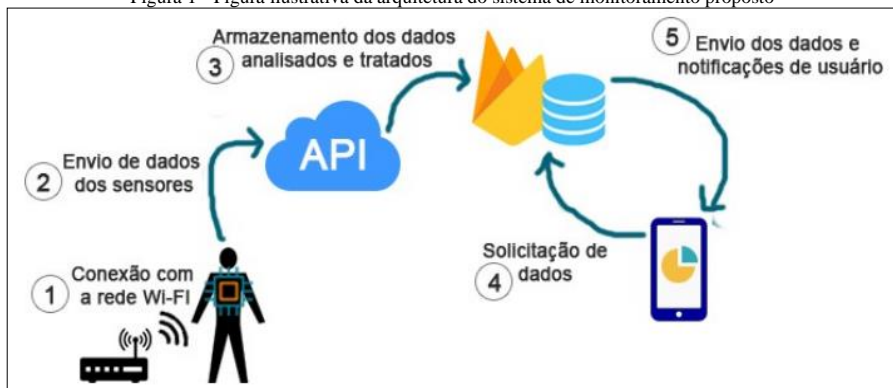 Figura 1 - Figura ilustrativa da arquitetura do sistema de monitoramento proposto
Armazenamento dos dados
3 analisados e tratados
5 Envio dos dados e
notificações de usuário
API
2 Envio de dados
dos sensores
Solicitação de
4 dados
1 Conexão com
a rede Wi-FI